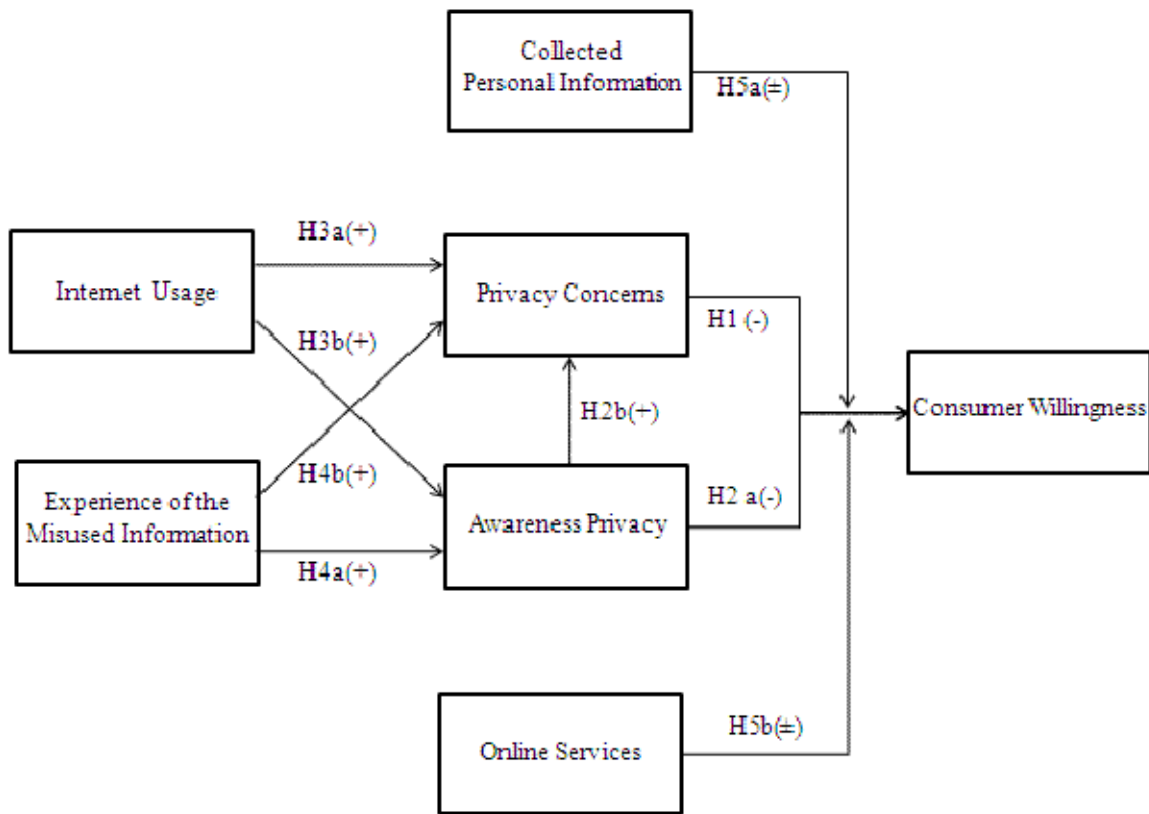 Collected
Personal Information
H5a(±)
H3a(+)
Internet Usage
Privacy Concerns
H1 (-)
H3b(+)
H2b(+)
Consumer Willingness
H4b(+)
Experience of the
Misused Information
Awareness Privacy
H2 a(-)
H4a(+)
H5b(±)
Online Services